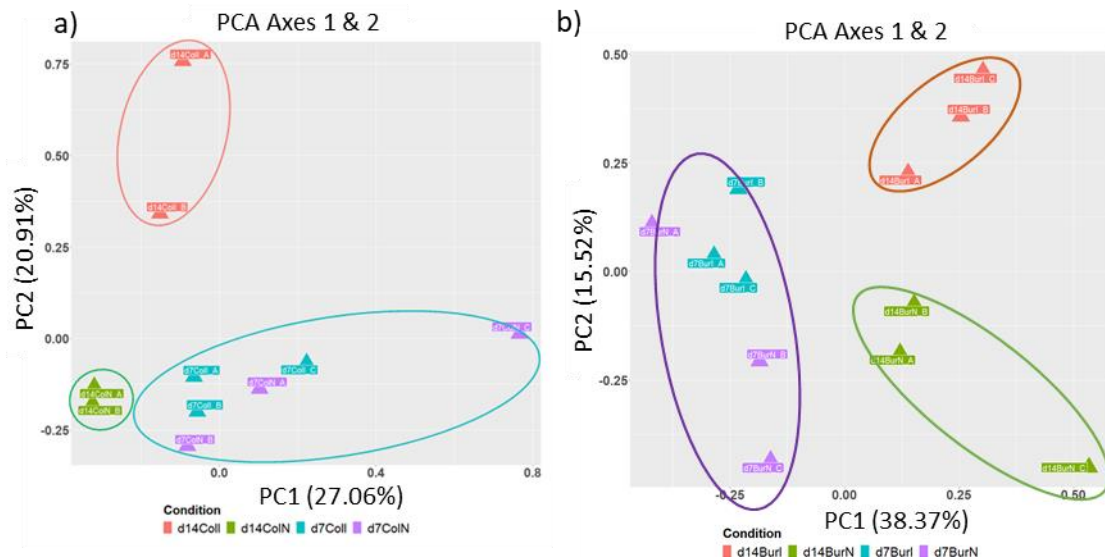 a)
PCA Axes 1 & 2
0.75
0.50
0.25
0.00
-0.25
PC2 (20.91%)
d14ColI_A
d14ColI_B
d7ColN_C
d7ColI_A
d7ColI_C
d7ColN_A
d7ColI_B
d7ColN_B
d14ColN_A
d14ColN_B
0.0
0.4
0.8
PC1 (27.06%)
Condition
d14ColI d14ColN d7ColI d7ColN
b)
PCA Axes 1 & 2
0.50
0.25
0.00
-0.25
PC2 (15.52%)
d14BurI_C
d14BurI_B
d14BurI_A
d7BurI_B
d7BurN_A
d7BurI_A
d7BurI_C
d14BurN_B
d14BurN_A
d7BurN_B
d7BurN_C
d14BurN_C
-0.25
0.00
0.25
0.50
PC1 (38.37%)
Condition
d14BurI d14BurN d7BurI d7BurN